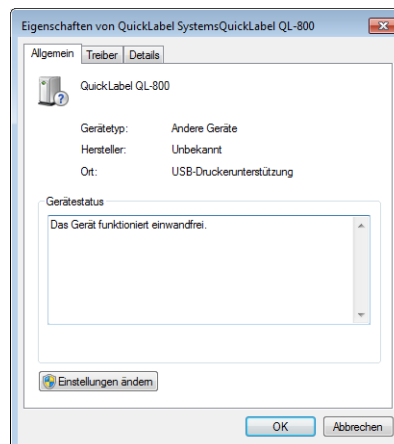 Eigenschaften von QuickLabel SystemsQuickLabel QL-800
Allgemein Treiber Details
QuickLabel QL-800
Gerätetyp: Andere Geräte
Hersteller: Unbekannt
Ort: USB-Druckerunterstützung
Gerätestatus
Das Gerät funktioniert einwandfrei.
Einstellungen ändern
OK Abbrechen